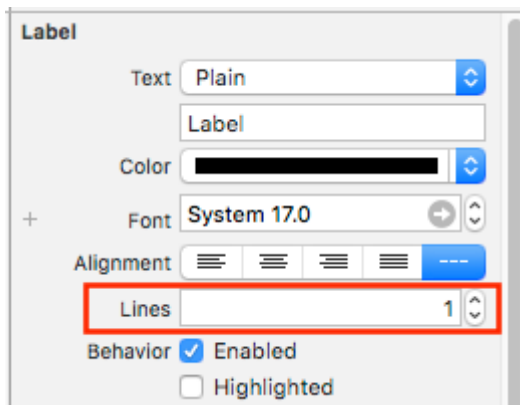 Label
Text Plain
Label
Color
+ Font System 17.0
Alignment ---
Lines 1
Behavior Enabled
Highlighted